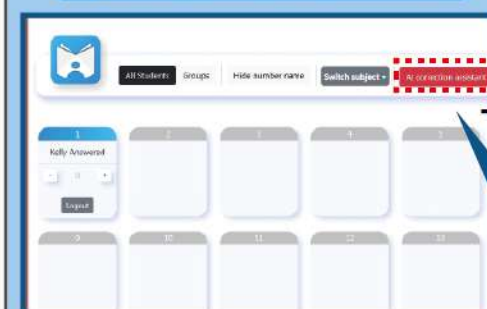 All Students Groups Hide number name Switch subject AI correction assistant
1 2 3 4 5
Kelly Answered
- 0 +
Logout
9 10 11 12 13